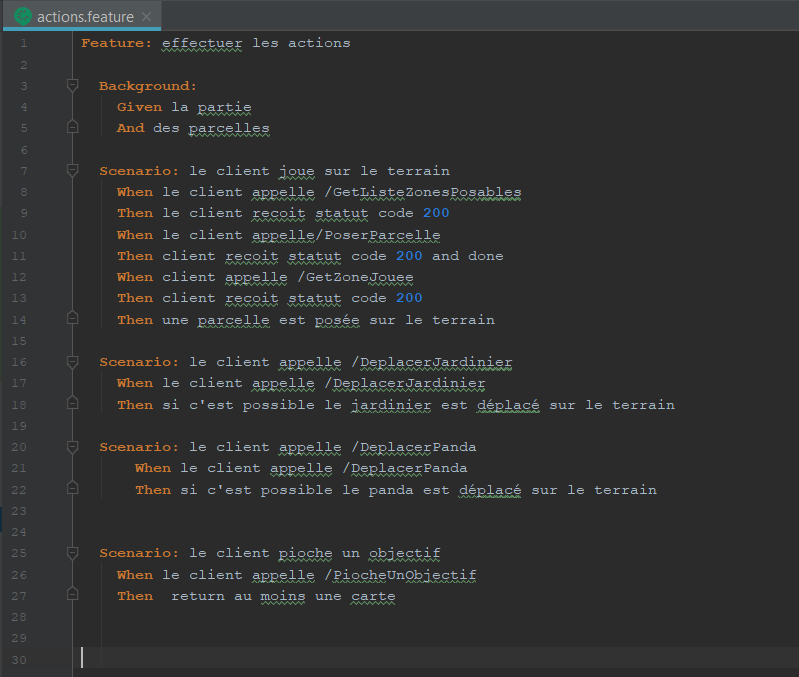 actions.feature
1 Feature: effectuer les actions
2
3 Background:
4 Given la partie
5 And des parcelles
6
7 Scenario: le client joue sur le terrain
8 When le client appelle /GetListeZonesPosables
9 Then le client recoit statut code 200
10 When le client appelle/PoserParcelle
11 Then client recoit statut code 200 and done
12 When client appelle /GetZoneJouee
13 Then client recoit statut code 200
14 Then une parcelle est posée sur le terrain
15
16 Scenario: le client appelle /DeplacerJardinier
17 When le client appelle /DeplacerJardinier
18 Then si c'est possible le jardinier est déplacé sur le terrain
19
20 Scenario: le client appelle /DeplacerPanda
21 When le client appelle /DeplacerPanda
22 Then si c'est possible le panda est déplacé sur le terrain
23
24
25 Scenario: le client pioche un objectif
26 When le client appelle /PiocheUnObjectif
27 Then  return au moins une carte
28
29
30